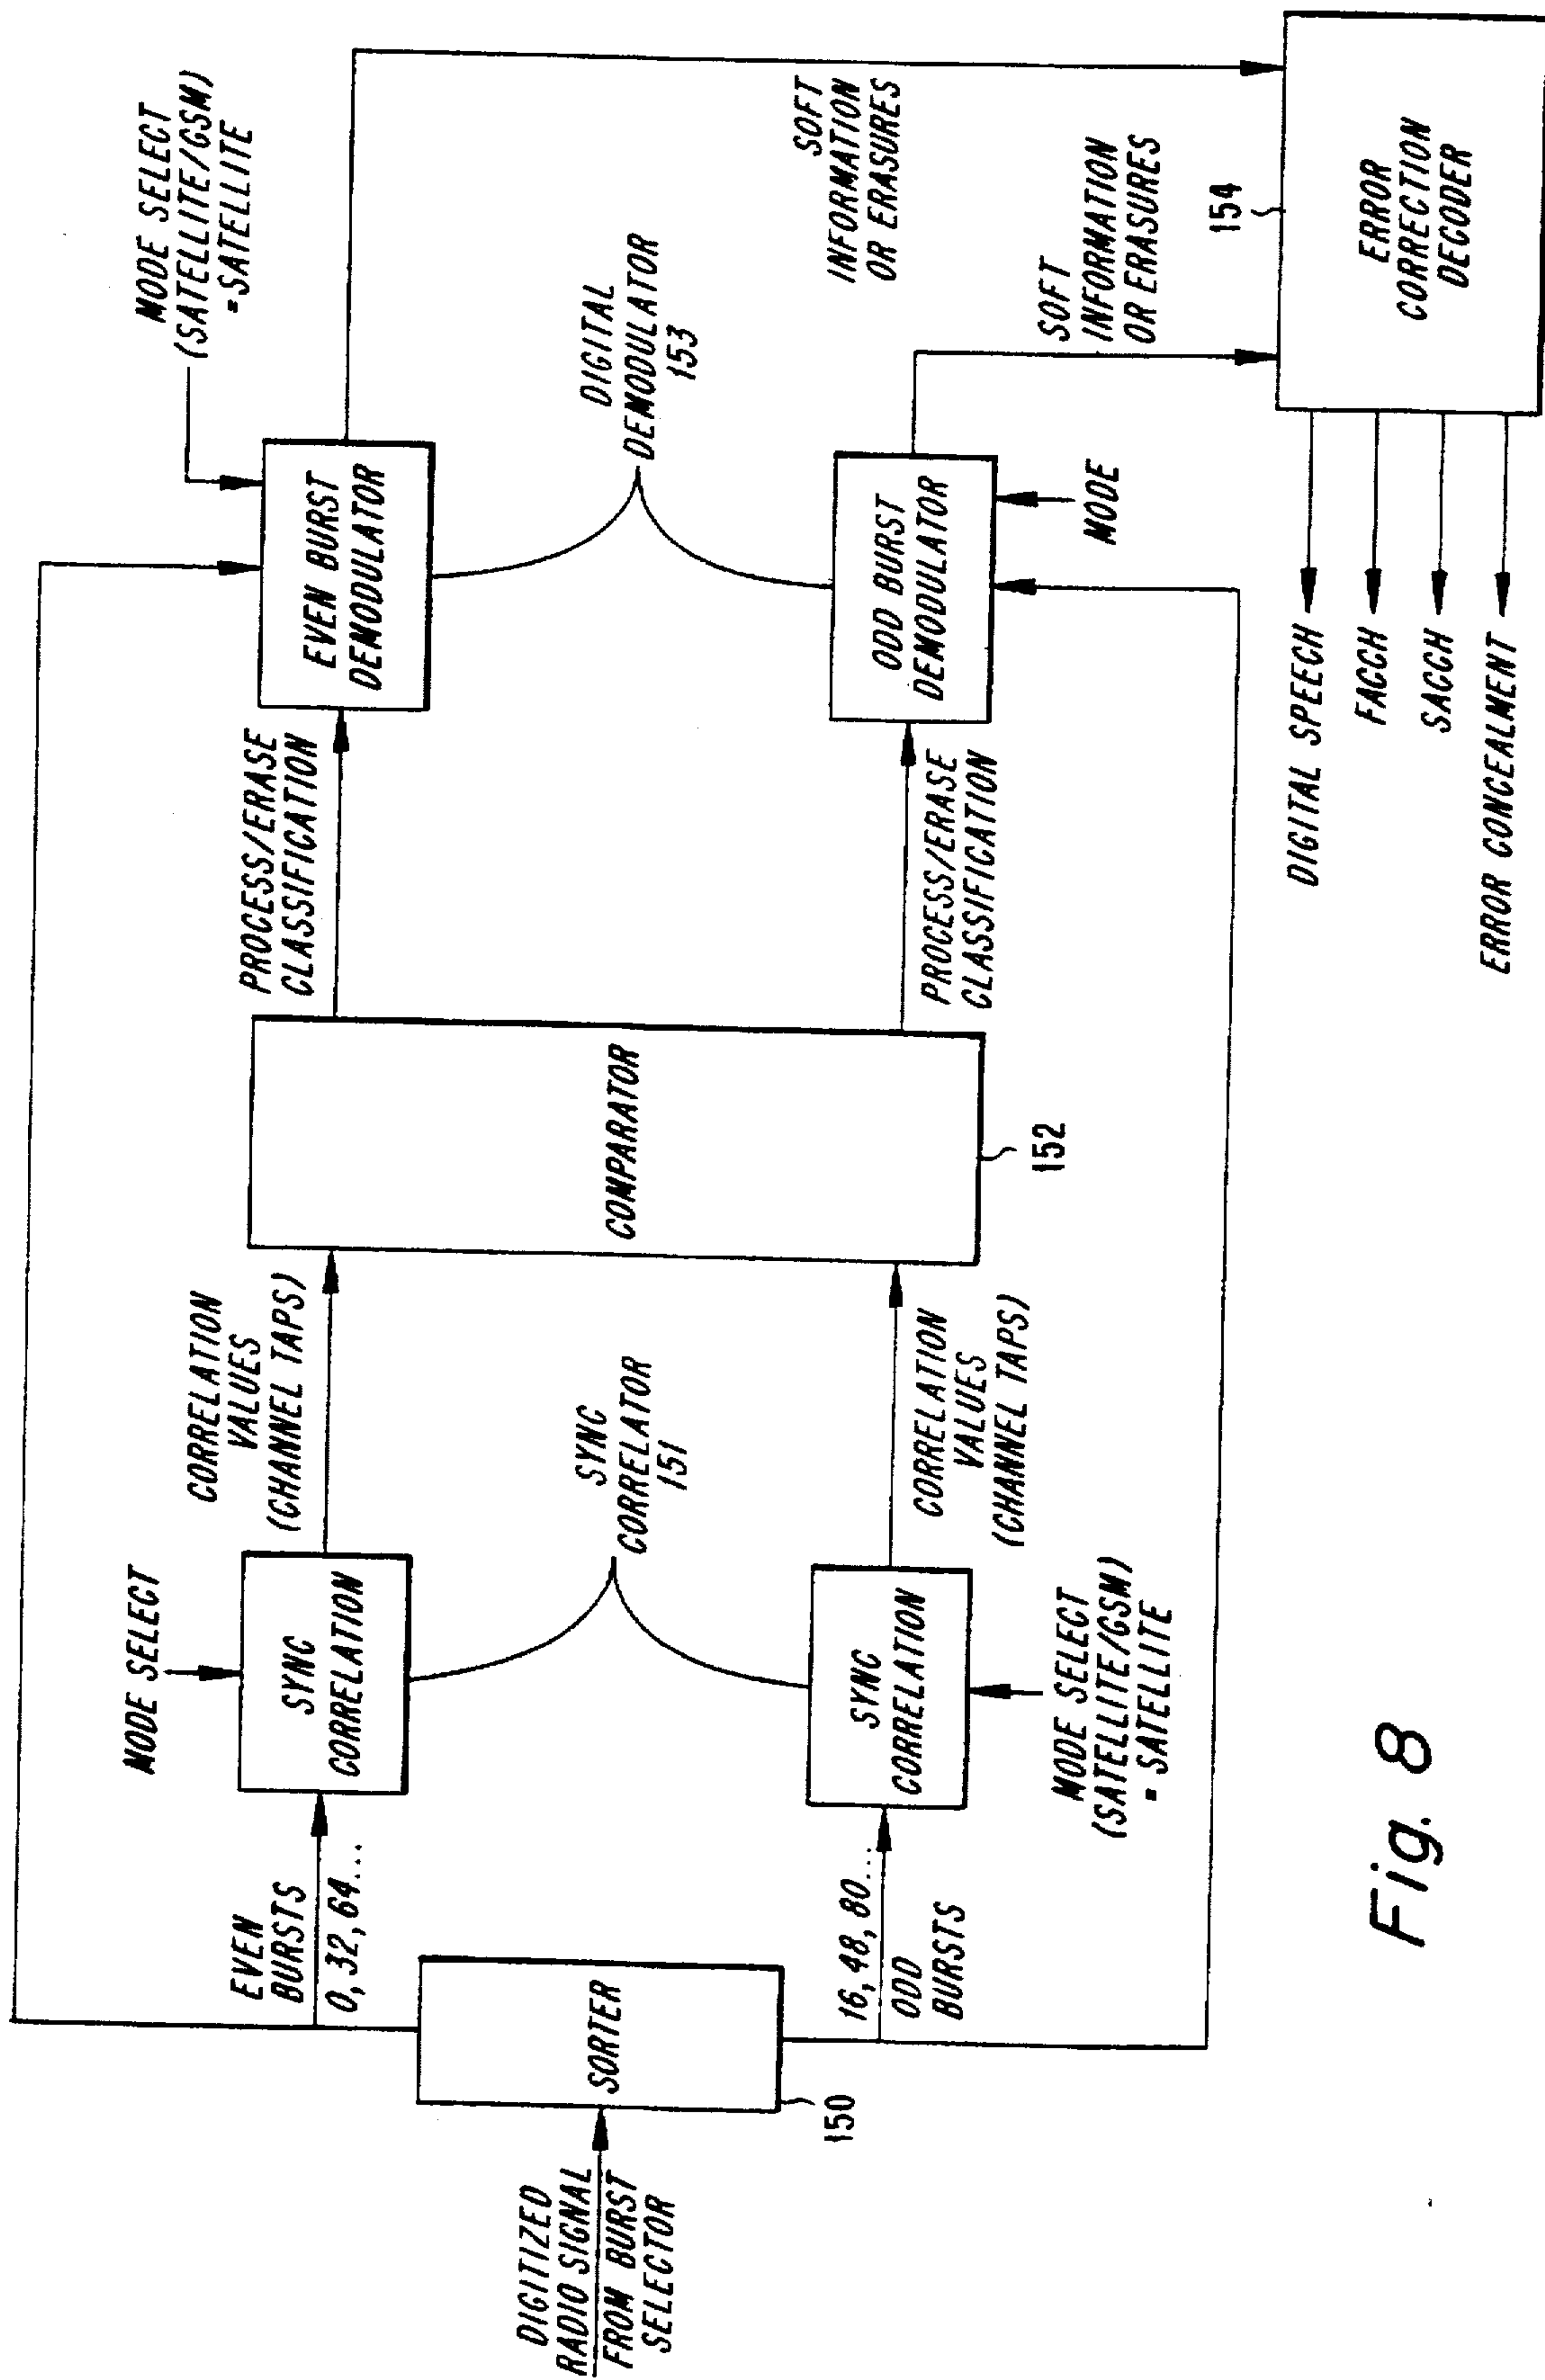 DIGITIZED
RADIO SIGNAL
FROM BURST
SELECTOR
SORTER
150
EVEN
BURSTS
0, 32, 64...
16, 48, 80...
ODD
BURSTS
MODE SELECT
SYNC
CORRELATION
SYNC
CORRELATOR
151
SYNC
CORRELATION
MODE SELECT
(SATELLITE/GSM)
= SATELLITE
CORRELATION
VALUES
(CHANNEL TAPS)
CORRELATION
VALUES
(CHANNEL TAPS)
COMPARATOR
152
PROCESS/ERASE
CLASSIFICATION
PROCESS/ERASE
CLASSIFICATION
MODE SELECT
(SATELLITE/GSM)
= SATELLITE
EVEN BURST
DEMODULATOR
DIGITAL
DEMODULATOR
153
ODD BURST
DEMODULATOR
MODE
SOFT
INFORMATION
OR ERASURES
SOFT
INFORMATION
OR ERASURES
154
ERROR
CORRECTION
DECODER
DIGITAL SPEECH
FACCH
SACCH
ERROR CONCEALMENT
Fig. 8